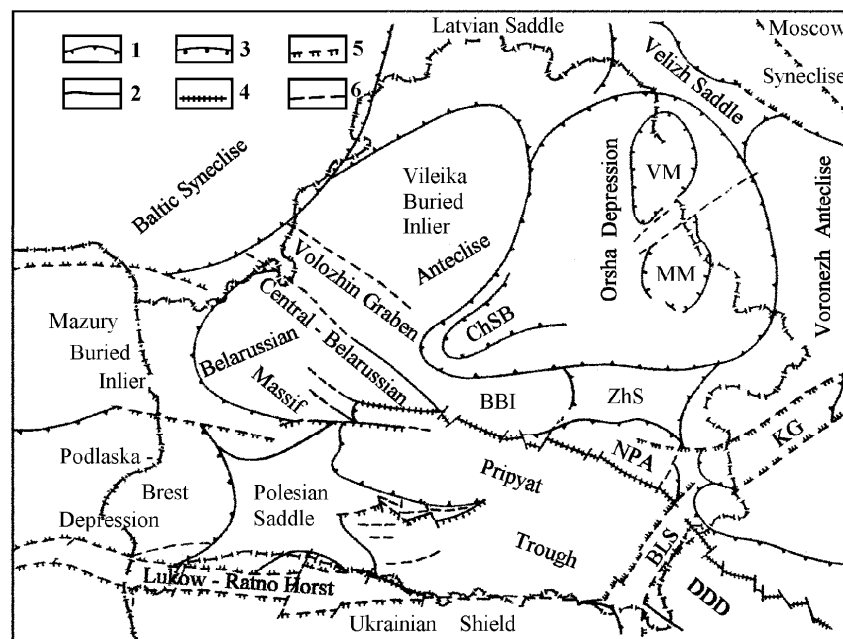 1
2
3
4
5
6
Latvian Saddle
Moscow
Syneclise
Velizh Saddle
Baltic Syneclise
Vileika
Buried
Inlier
Anteclise
Orsha Depression
VM
MM
Voronezh Anteclise
Volozhin Graben
Central - Belarussian
Mazury
Buried
Inlier
Belarussian
Massif
ChSB
BBI
ZhS
NPA
KG
Podlaska -
Brest
Depression
Polesian
Saddle
Pripyat
Trough
BLS
DDD
Lukow - Ratno Horst
Ukrainian Shield